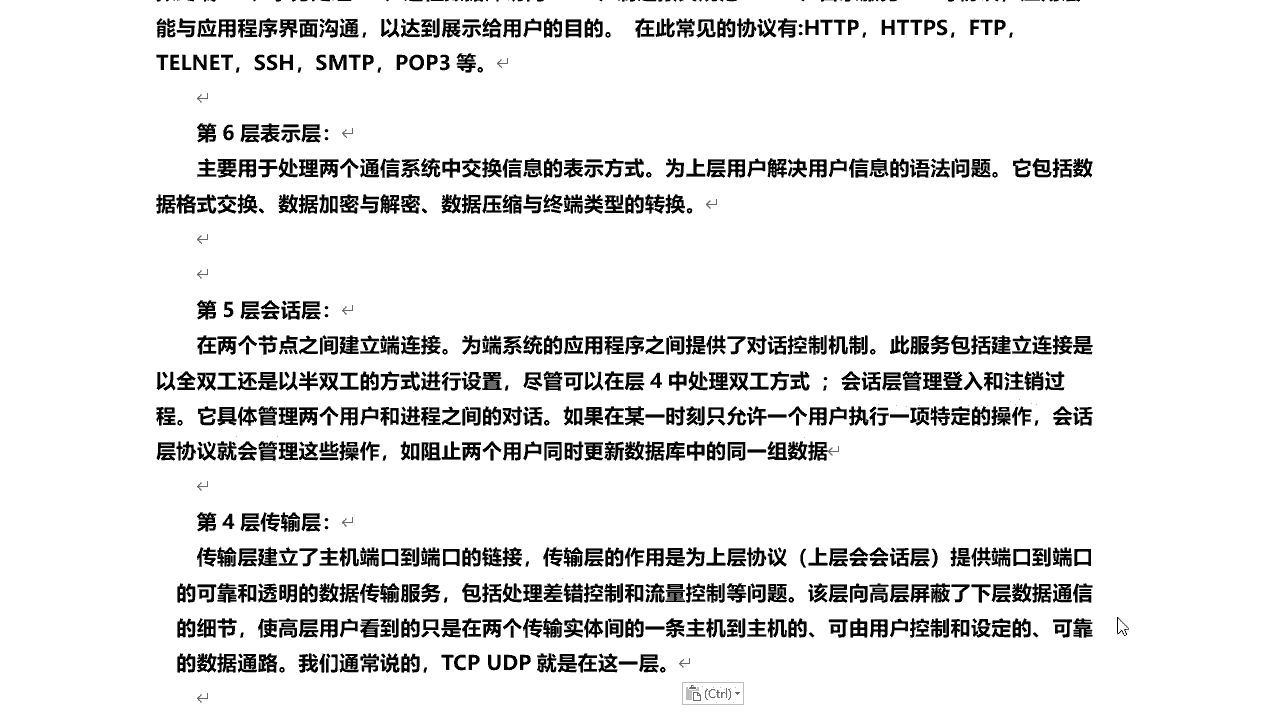 能与应用程序界面沟通，以达到展示给用户的目的。 在此常见的协议有:HTTP，HTTPS，FTP，
TELNET，SSH，SMTP，POP3 等。
第 6 层表示层：
主要用于处理两个通信系统中交换信息的表示方式。为上层用户解决用户信息的语法问题。它包括数
据格式交换、数据加密与解密、数据压缩与终端类型的转换。
第 5 层会话层：
在两个节点之间建立端连接。为端系统的应用程序之间提供了对话控制机制。此服务包括建立连接是
以全双工还是以半双工的方式进行设置，尽管可以在层 4 中处理双工方式 ；会话层管理登入和注销过
程。它具体管理两个用户和进程之间的对话。如果在某一时刻只允许一个用户执行一项特定的操作，会话
层协议就会管理这些操作，如阻止两个用户同时更新数据库中的同一组数据
第 4 层传输层：
传输层建立了主机端口到端口的链接，传输层的作用是为上层协议（上层会会话层）提供端口到端口
的可靠和透明的数据传输服务，包括处理差错控制和流量控制等问题。该层向高层屏蔽了下层数据通信
的细节，使高层用户看到的只是在两个传输实体间的一条主机到主机的、可由用户控制和设定的、可靠
的数据通路。我们通常说的，TCP UDP 就是在这一层。
(Ctrl)